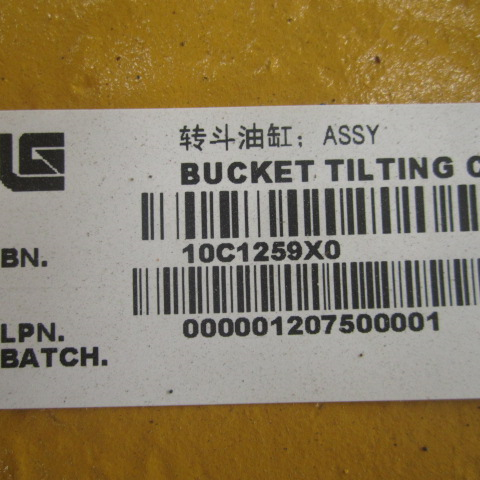 转斗油缸; ASSY
BUCKET TILTING C
BN. 10C1259X0
LPN. 000001207500001
BATCH.